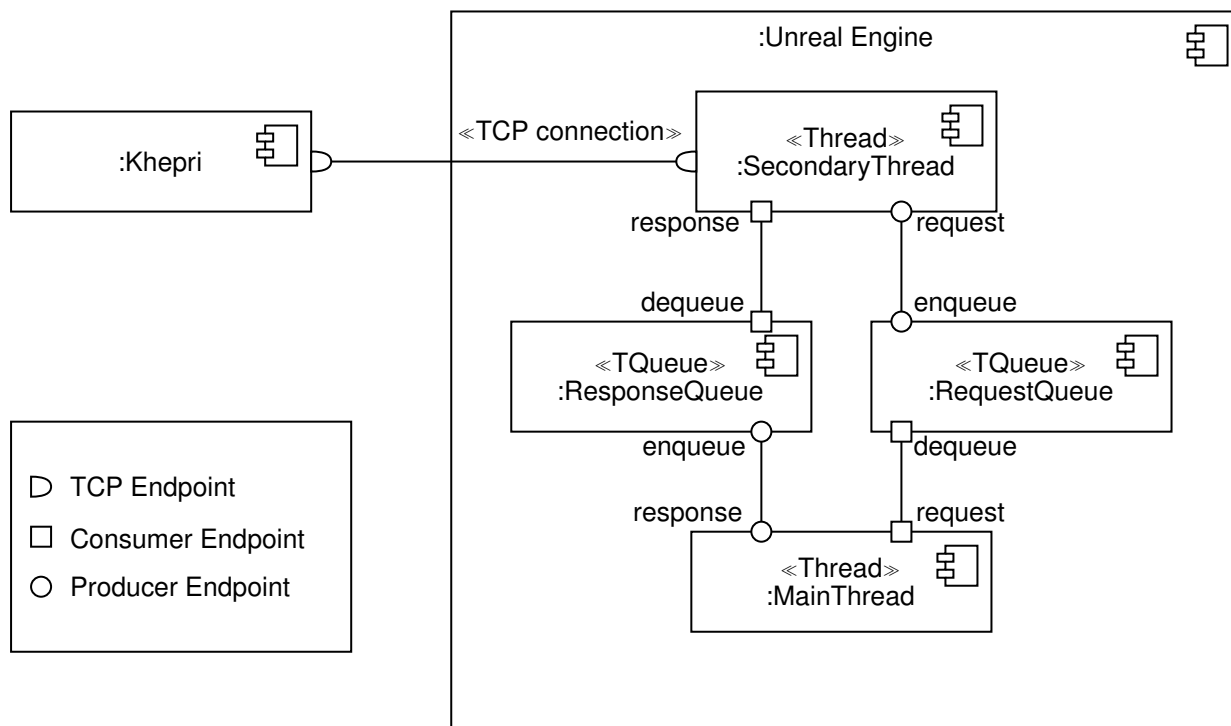 :Unreal Engine
:Khepri
≪TCP connection≫
≪Thread≫
:SecondaryThread
response
request
dequeue
enqueue
≪TQueue≫
:ResponseQueue
≪TQueue≫
:RequestQueue
enqueue
dequeue
response
request
≪Thread≫
:MainThread
TCP Endpoint
Consumer Endpoint
Producer Endpoint